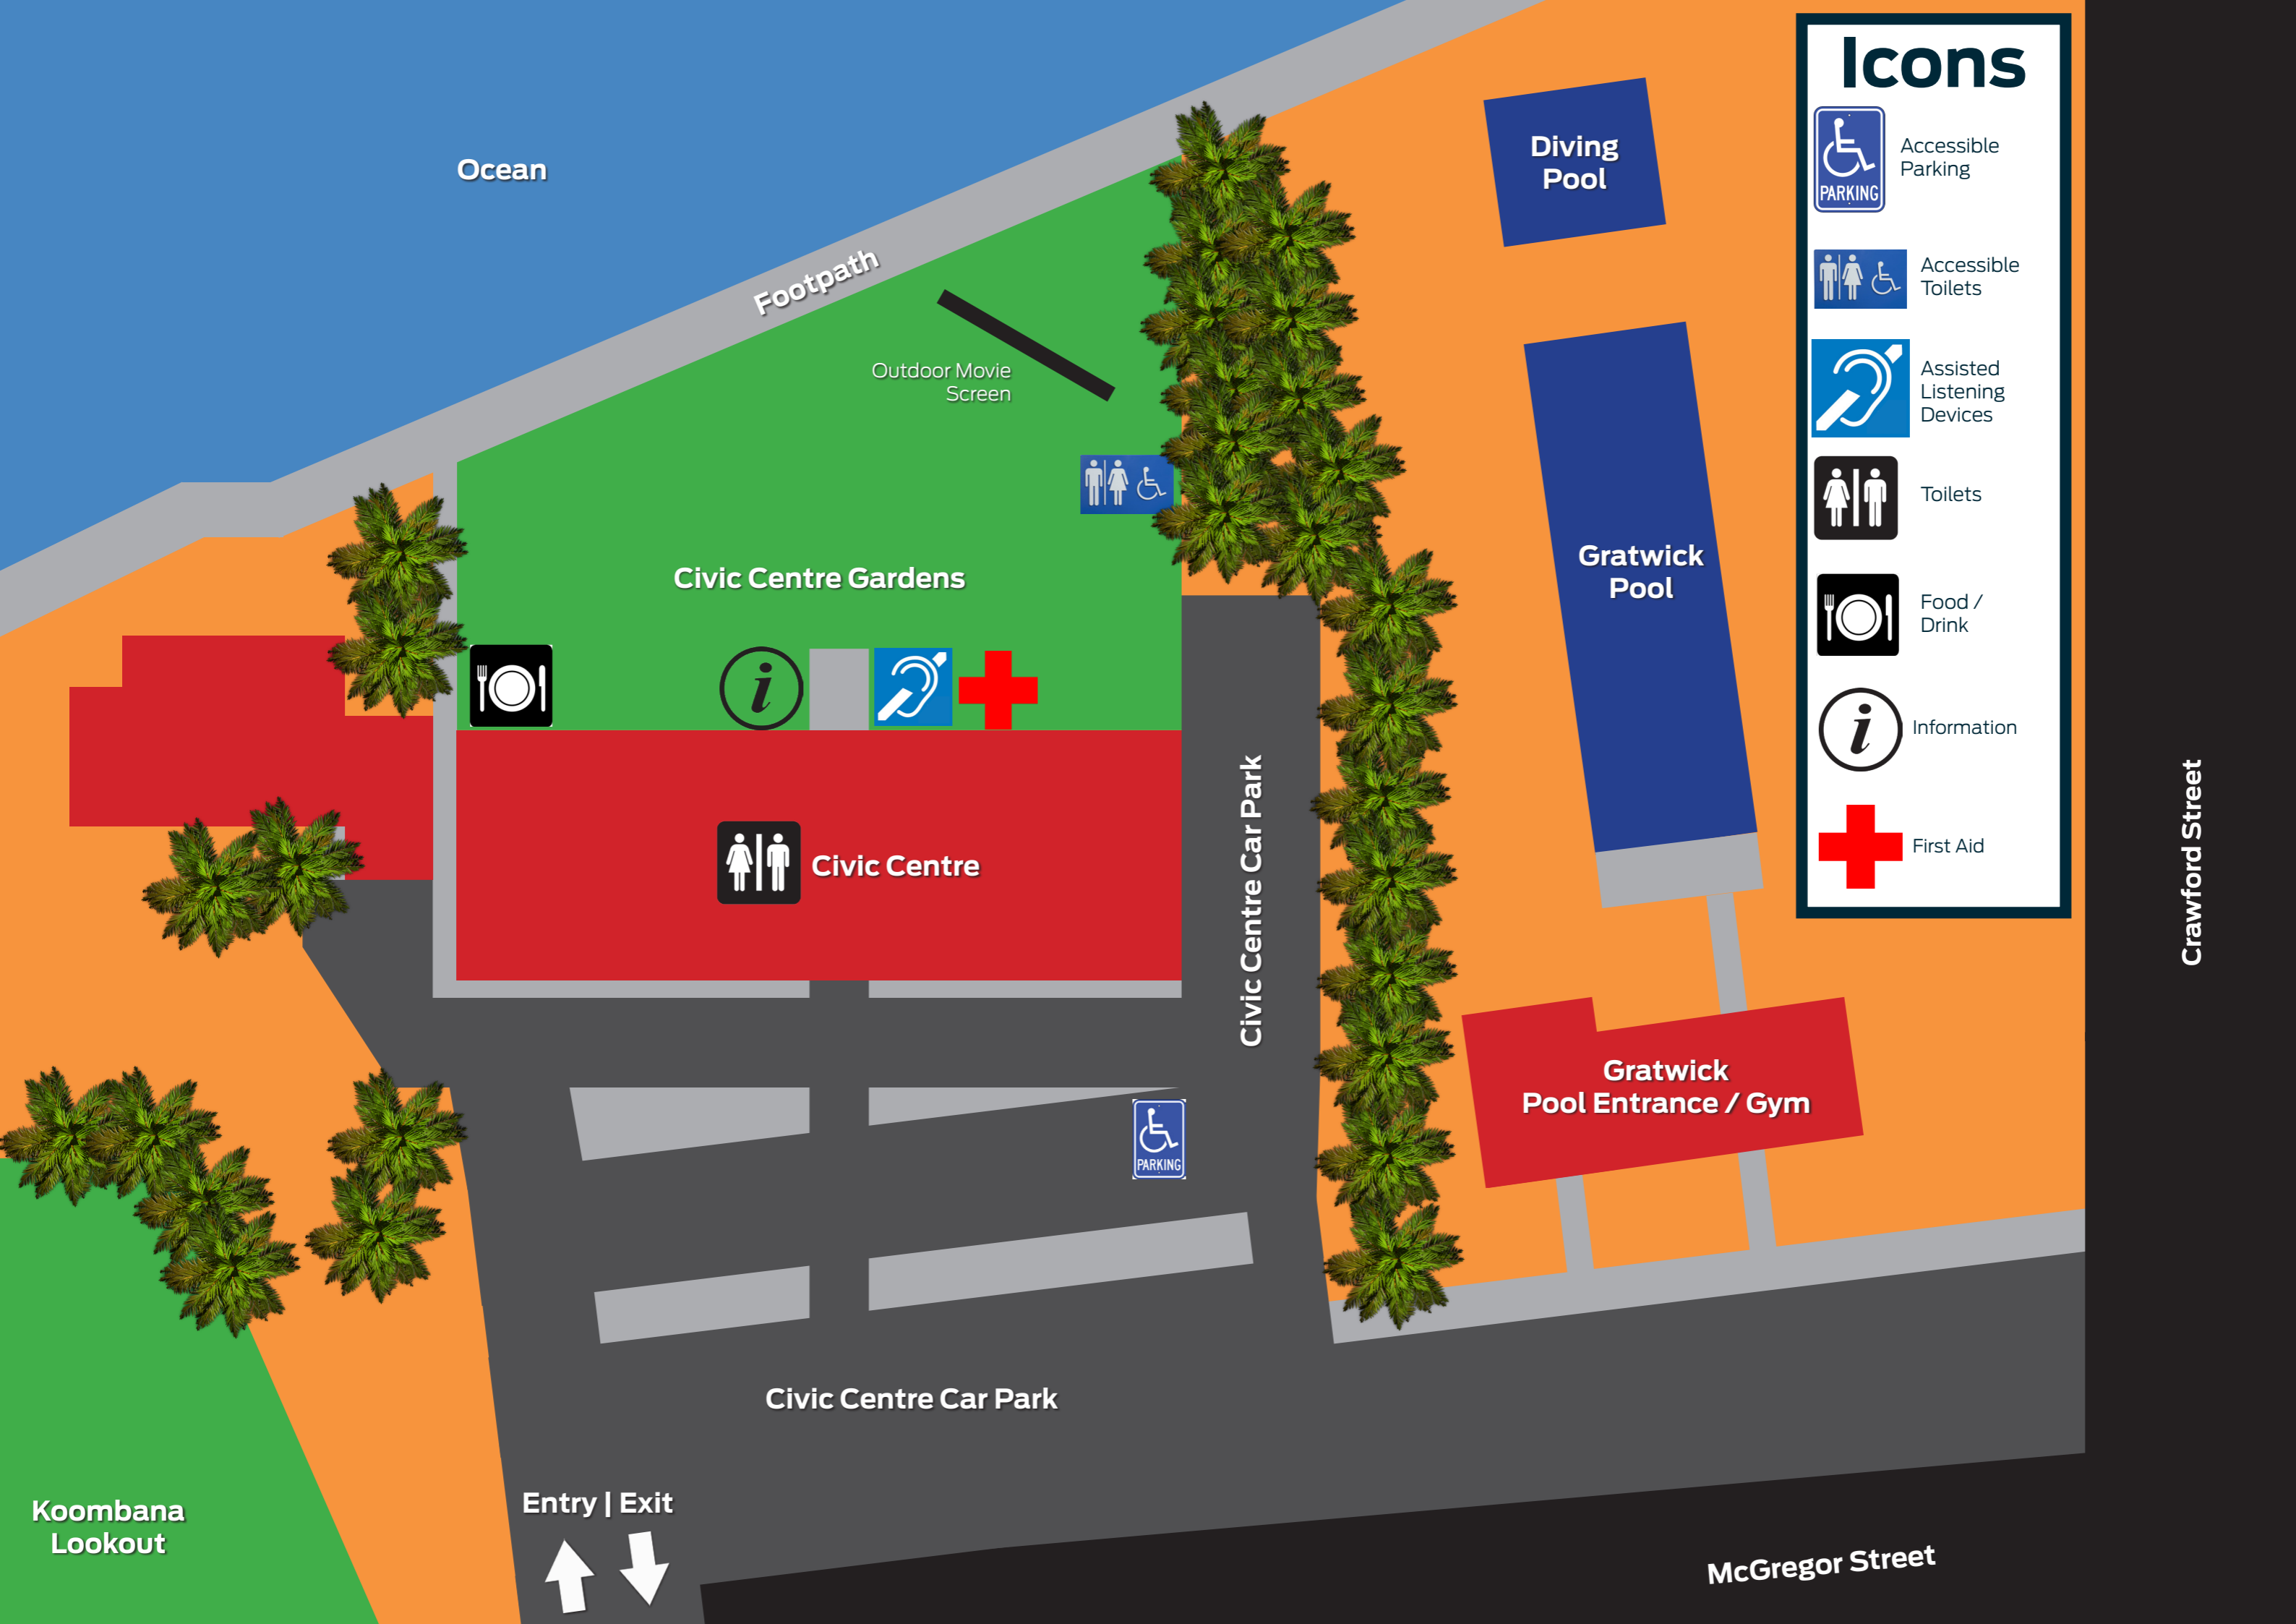 Icons
PARKING
Accessible
Parking
Accessible
Toilets
Assisted
Listening
Devices
Toilets
Food /
Drink
i
Information
First Aid
Ocean
Footpath
Diving
Pool
Outdoor Movie
Screen
Gratwick
Pool
Civic Centre Gardens
i
Civic Centre
Civic Centre Car Park
Crawford Street
Gratwick
Pool Entrance / Gym
PARKING
Civic Centre Car Park
Entry | Exit
Koombana
Lookout
McGregor Street